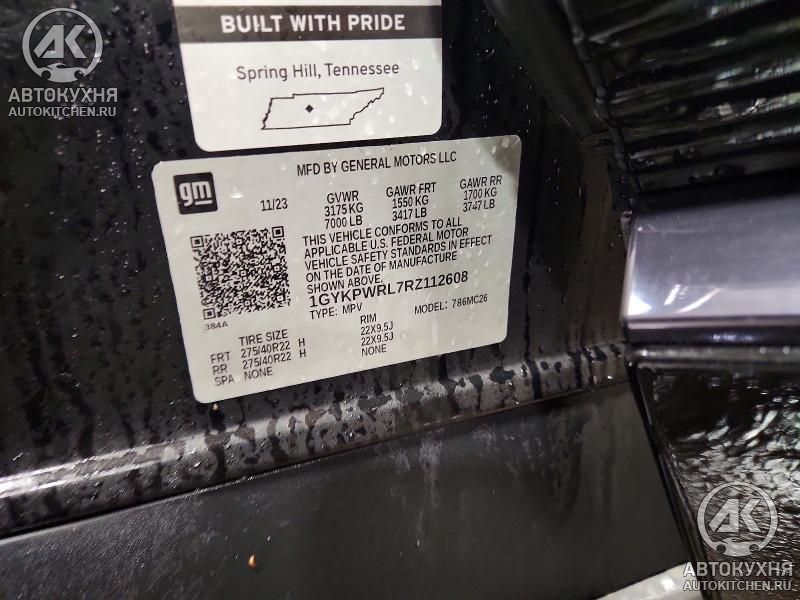 BUILT WITH PRIDE
Spring Hill, Tennessee
AK
АВТОКУХНЯ
AUTOKITCHEN.RU
MFD BY GENERAL MOTORS LLC
gm
11/23
GVWR GAWR FRT GAWR RR
3175 KG 1550 KG 1700 KG
7000 LB 3417 LB 3747 LB
THIS VEHICLE CONFORMS TO ALL
APPLICABLE U.S. FEDERAL MOTOR
VEHICLE SAFETY STANDARDS IN EFFECT
ON THE DATE OF MANUFACTURE
SHOWN ABOVE.
1GYKPWRL7RZ112608
TYPE: MPV MODEL: 786MC26
384A
TIRE SIZE RIM
FRT 275/40R22 H 22X9.5J
RR 275/40R22 H 22X9.5J
SPA NONE NONE
AK
АВТОКУХНЯ
AUTOKITCHEN.RU